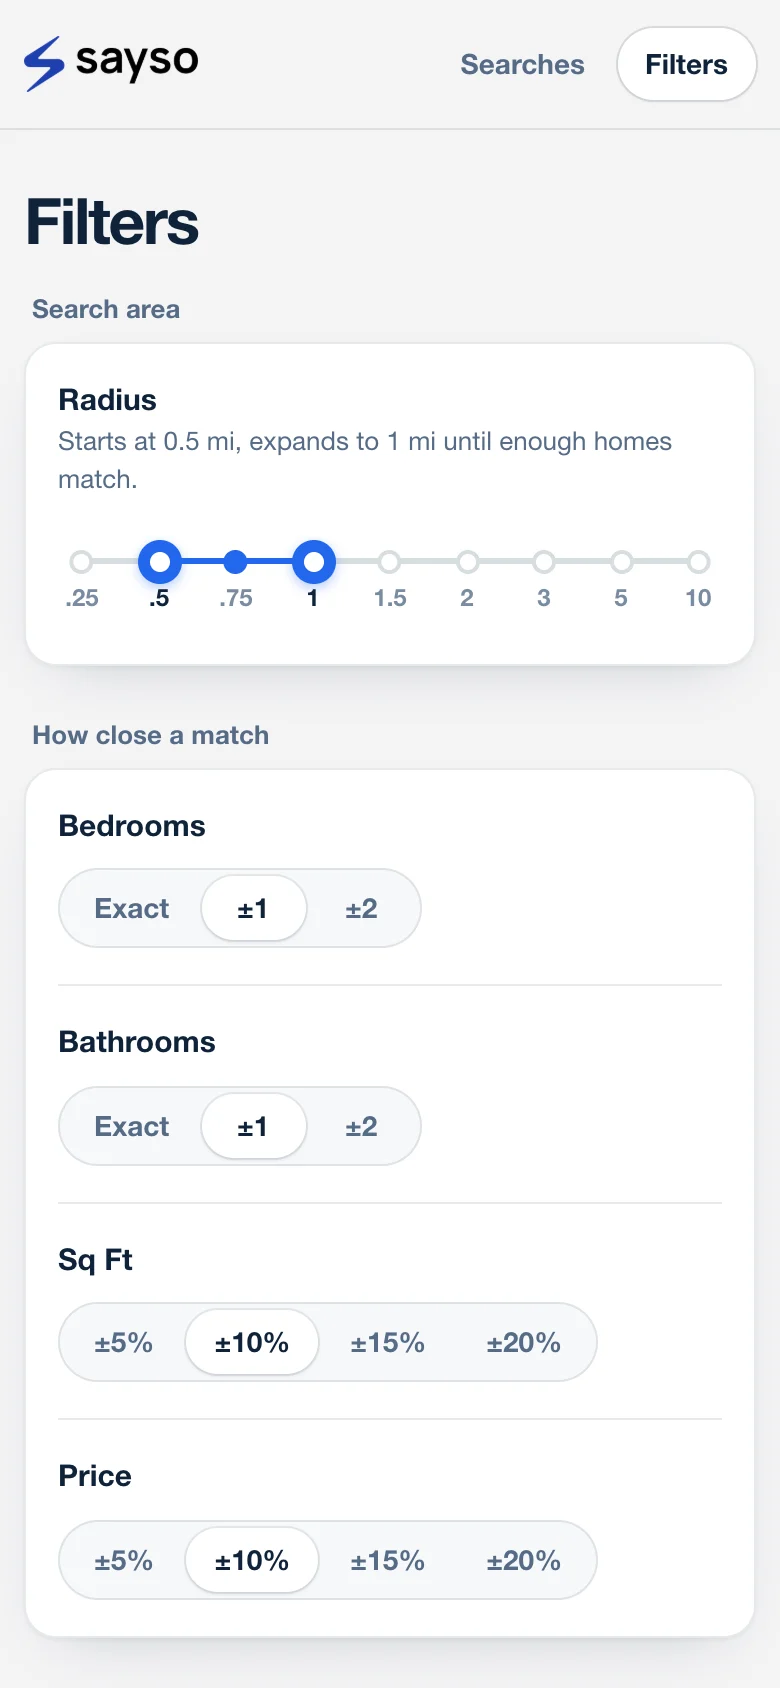 sayso
Searches
Filters
Filters
Search area
Radius
Starts at 0.5 mi, expands to 1 mi until enough homes
match.
.25 .5 .75 1 1.5 2 3 5 10
How close a match
Bedrooms
Exact ±1 ±2
Bathrooms
Exact ±1 ±2
Sq Ft
±5% ±10% ±15% ±20%
Price
±5% ±10% ±15% ±20%